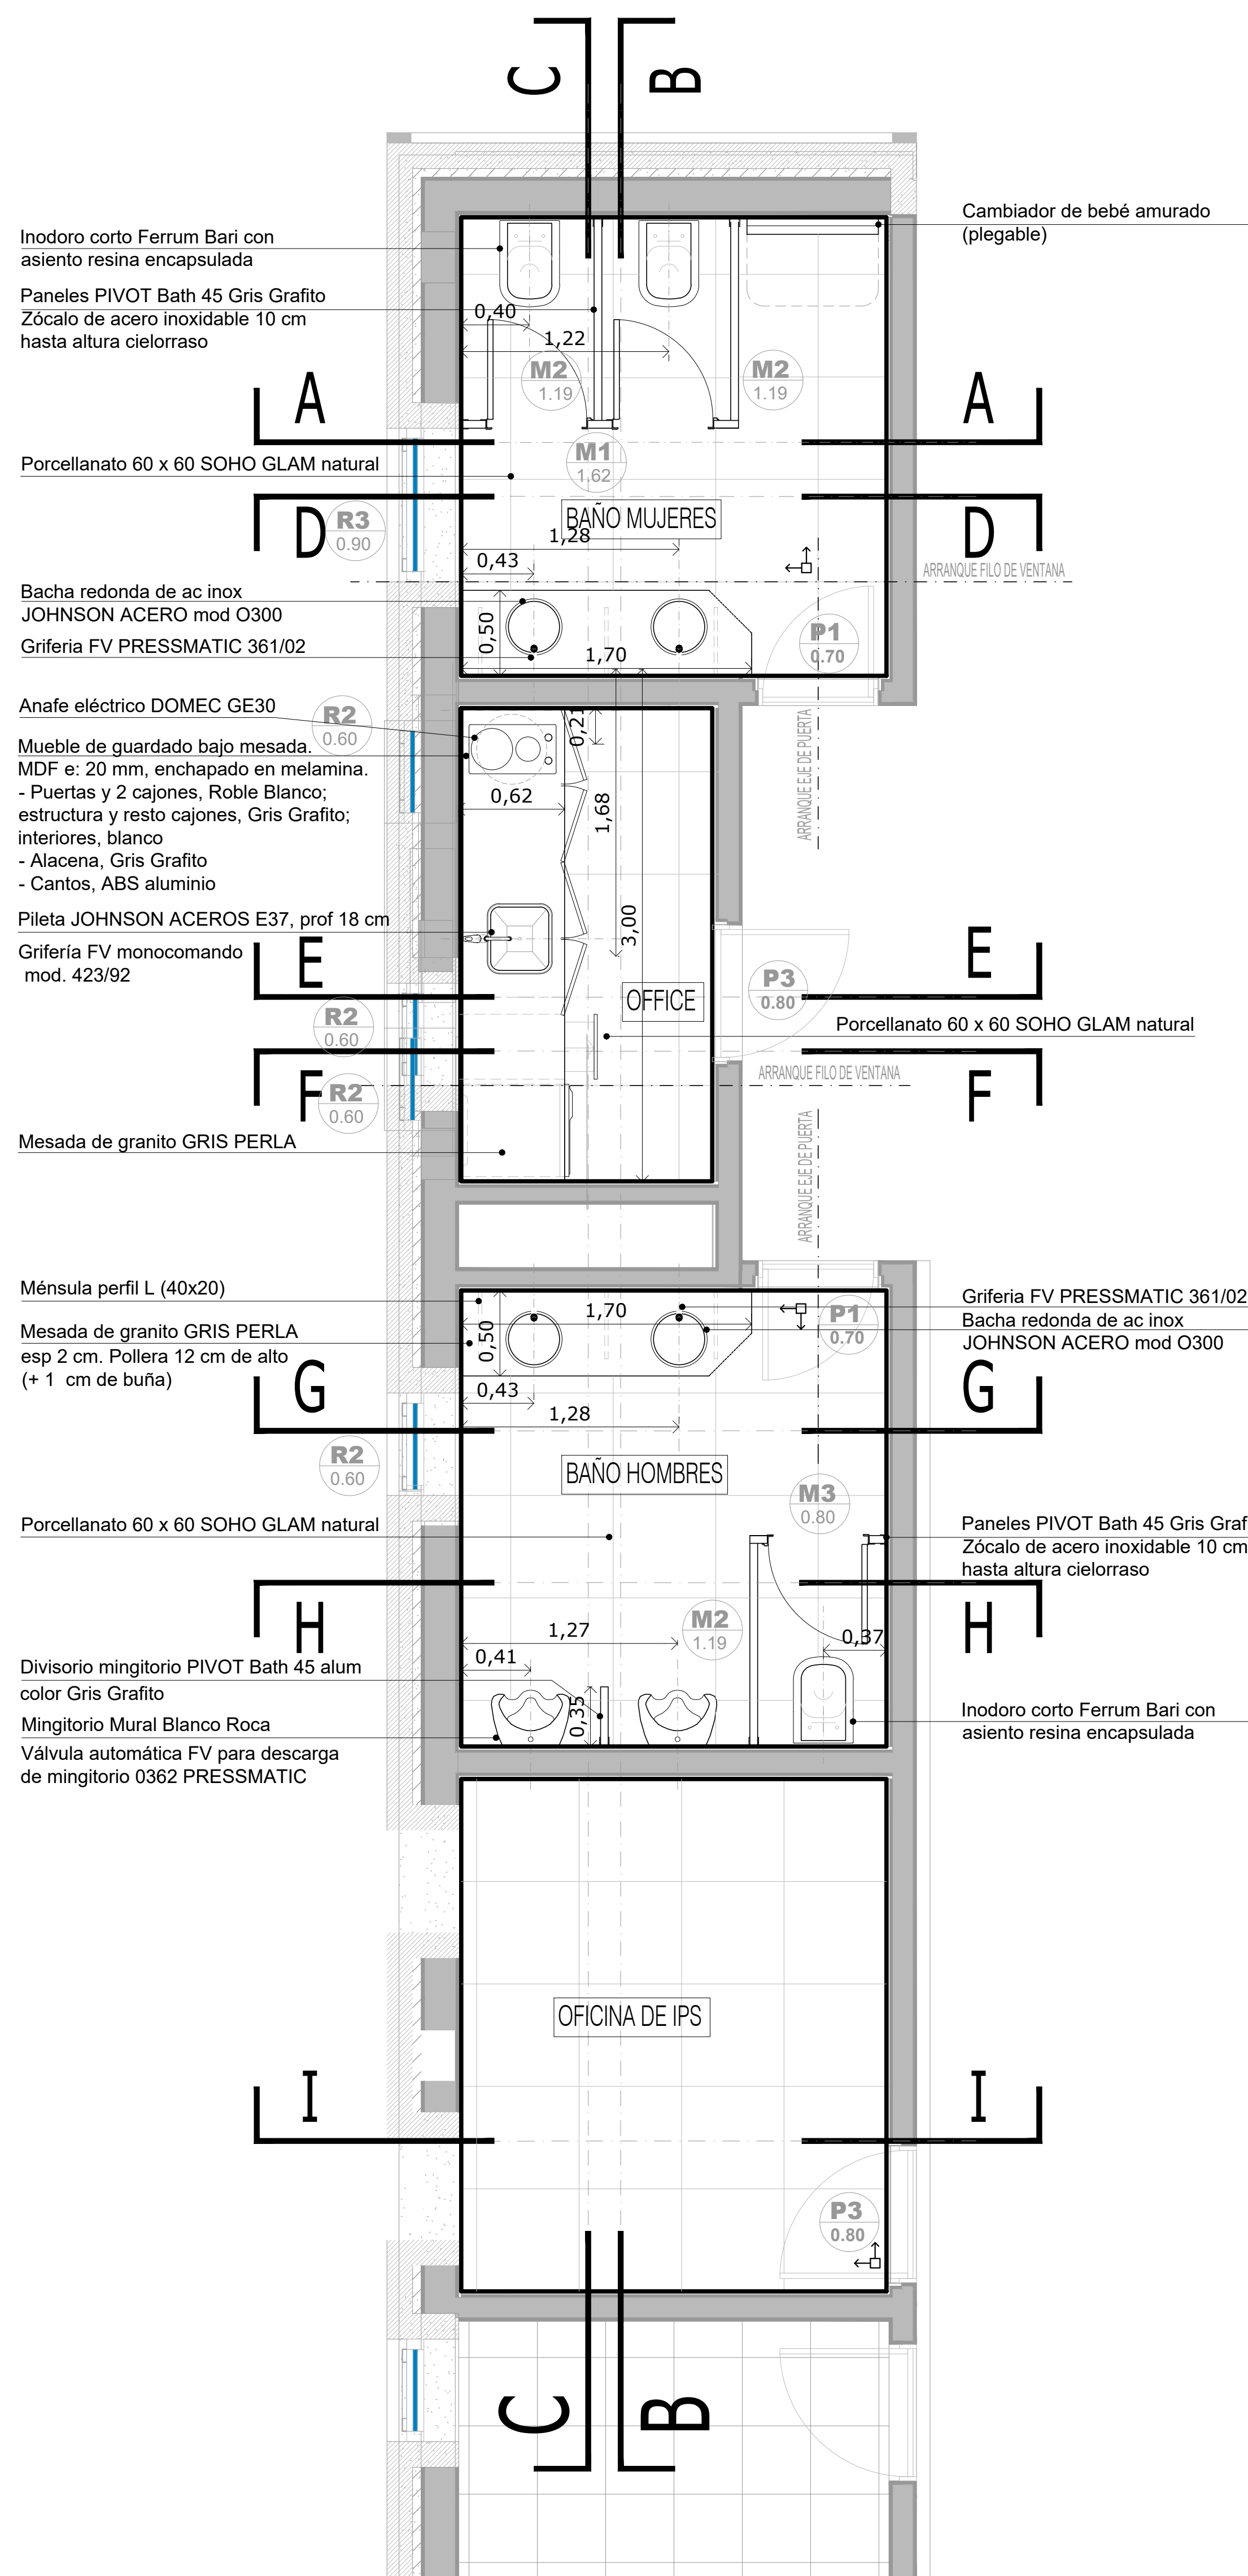 C
B
Cambiador de bebé amurado
(plegable)
Inodoro corto Ferrum Bari con
asiento resina encapsulada
Paneles PIVOT Bath 45 Gris Grafito
Zócalo de acero inoxidable 10 cm
hasta altura cielorraso
0,40
1,22
M2
1.19
M2
1.19
A
A
M1
1.62
Porcellanato 60 x 60 SOHO GLAM natural
D
R3
0.90
BAÑO MUJERES
D
1,28
0,43
ARRANQUE FILO DE VENTANA
Bacha redonda de ac inox
JOHNSON ACERO mod O300
Griferia FV PRESSMATIC 361/02
0,50
1,70
P1
0.70
Anafe eléctrico DOMEC GE30
R2
0.60
Mueble de guardado bajo mesada.
MDF e: 20 mm, enchapado en melamina.
- Puertas y 2 cajones, Roble Blanco;
estructura y resto cajones, Gris Grafito;
interiores, blanco
- Alacena, Gris Grafito
- Cantos, ABS aluminio
0,21
0,62
1,68
3,00
ARRANQUE EJE DE PUERTA
Pileta JOHNSON ACEROS E37, prof 18 cm
Grifería FV monocomando
mod. 423/92
E
E
P3
0.80
OFFICE
R2
0.60
Porcellanato 60 x 60 SOHO GLAM natural
ARRANQUE FILO DE VENTANA
F
R2
0.60
F
Mesada de granito GRIS PERLA
ARRANQUE EJE DE PUERTA
Ménsula perfil L (40x20)
Mesada de granito GRIS PERLA
esp 2 cm. Pollera 12 cm de alto
(+ 1 cm de buña)
0,50
1,70
P1
0.70
Griferia FV PRESSMATIC 361/02
Bacha redonda de ac inox
JOHNSON ACERO mod O300
G
0,43
1,28
G
R2
0.60
BAÑO HOMBRES
M3
0.80
Porcellanato 60 x 60 SOHO GLAM natural
Paneles PIVOT Bath 45 Gris Graf
Zócalo de acero inoxidable 10 cm
hasta altura cielorraso
H
M2
1.19
H
1,27
0,41
0,37
0,35
Divisorio mingitorio PIVOT Bath 45 alum
color Gris Grafito
Mingitorio Mural Blanco Roca
Válvula automática FV para descarga
de mingitorio 0362 PRESSMATIC
Inodoro corto Ferrum Bari con
asiento resina encapsulada
OFICINA DE IPS
I
I
P3
0.80
C
B